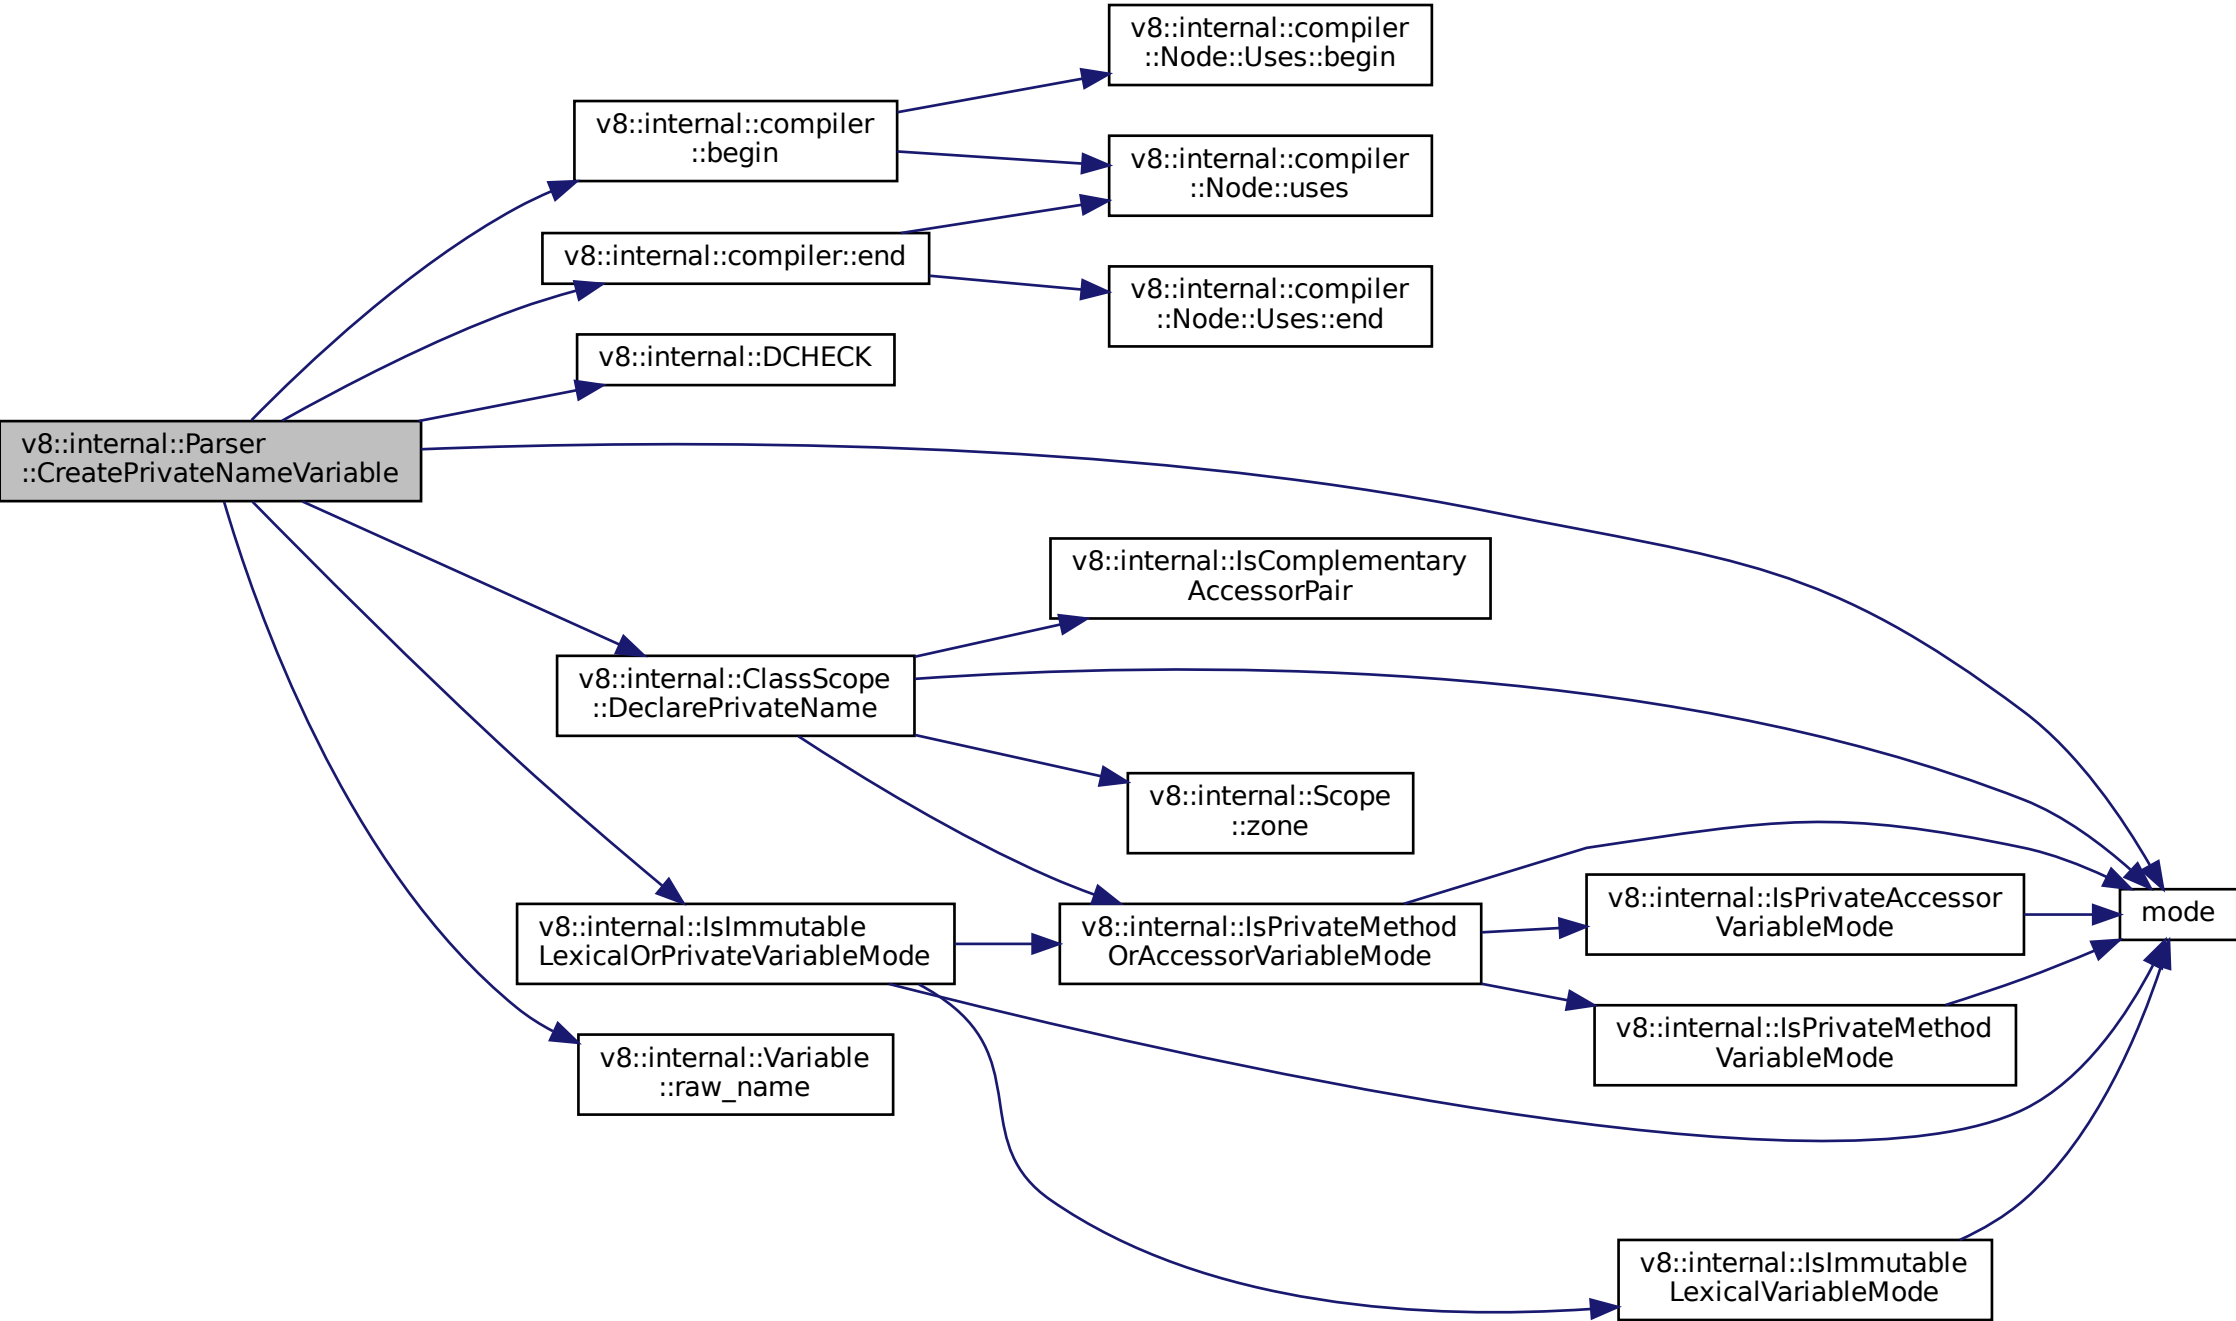 v8::internal::compiler
::Node::Uses::begin
v8::internal::compiler
::begin
v8::internal::compiler
::Node::uses
v8::internal::compiler::end
v8::internal::compiler
::Node::Uses::end
v8::internal::DCHECK
v8::internal::Parser
::CreatePrivateNameVariable
v8::internal::IsComplementary
AccessorPair
v8::internal::ClassScope
::DeclarePrivateName
v8::internal::Scope
::zone
v8::internal::IsPrivateAccessor
VariableMode
mode
v8::internal::IsImmutable
LexicalOrPrivateVariableMode
v8::internal::IsPrivateMethod
OrAccessorVariableMode
v8::internal::IsPrivateMethod
VariableMode
v8::internal::Variable
::raw_name
v8::internal::IsImmutable
LexicalVariableMode